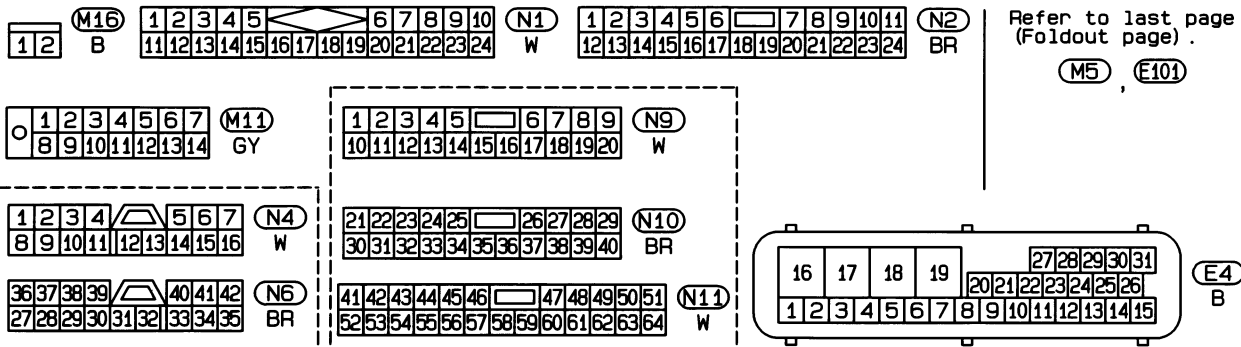 1 2
M16
B
1 2 3 4 5 6 7 8 9 10
11 12 13 14 15 16 17 18 19 20 21 22 23 24
N1
W
1 2 3 4 5 6 7 8 9 10 11
12 13 14 15 16 17 18 19 20 21 22 23 24
N2
BR
Refer to last page
(Foldout page) .
M5 , E101
1 2 3 4 5 6 7
8 9 10 11 12 13 14
M11
GY
1 2 3 4 5 6 7 8 9
10 11 12 13 14 15 16 17 18 19 20
N9
W
1 2 3 4 5 6 7
8 9 10 11 12 13 14 15 16
N4
W
21 22 23 24 25 26 27 28 29
30 31 32 33 34 35 36 37 38 39 40
N10
BR
36 37 38 39 40 41 42
27 28 29 30 31 32 33 34 35
N6
BR
41 42 43 44 45 46 47 48 49 50 51
52 53 54 55 56 57 58 59 60 61 62 63 64
N11
W
16 17 18 19
27 28 29 30 31
20 21 22 23 24 25 26
1 2 3 4 5 6 7 8 9 10 11 12 13 14 15
E4
B